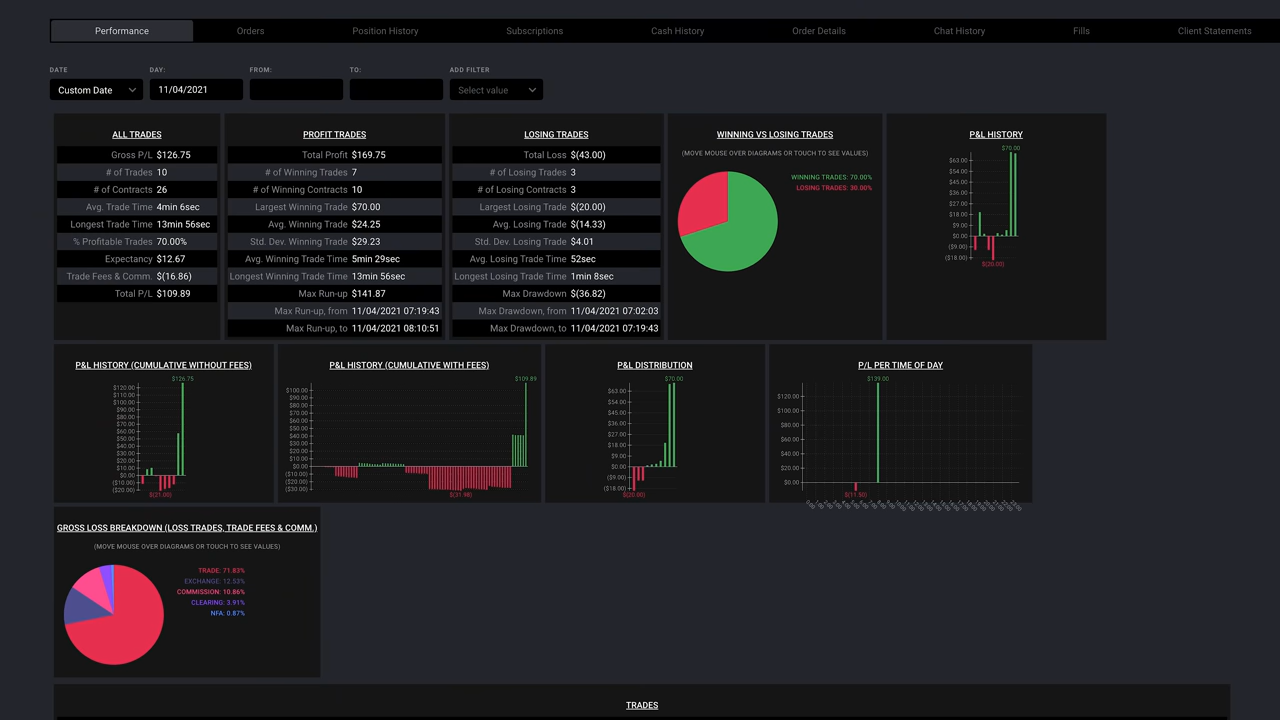 Performance Orders Position History Subscriptions Cash History Order Details Chat History Fills Client Statements
DATE DAY: FROM: TO: ADD FILTER
Custom Date 11/04/2021 Select value
ALL TRADES
Gross P/L $126.75
# of Trades 10
# of Contracts 26
Avg. Trade Time 4min 6sec
Longest Trade Time 13min 56sec
% Profitable Trades 70.00%
Expectancy $12.67
Trade Fees & Comm. $(16.86)
Total P/L $109.89
PROFIT TRADES
Total Profit $169.75
# of Winning Trades 7
# of Winning Contracts 10
Largest Winning Trade $70.00
Avg. Winning Trade $24.25
Std. Dev. Winning Trade $29.23
Avg. Winning Trade Time 5min 29sec
Longest Winning Trade Time 13min 56sec
Max Run-up $141.87
Max Run-up, from 11/04/2021 07:19:43
Max Run-up, to 11/04/2021 08:10:51
LOSING TRADES
Total Loss $(43.00)
# of Losing Trades 3
# of Losing Contracts 3
Largest Losing Trade $(20.00)
Avg. Losing Trade $(14.33)
Std. Dev. Losing Trade $4.01
Avg. Losing Trade Time 52sec
Longest Losing Trade Time 1min 8sec
Max Drawdown $(36.82)
Max Drawdown, from 11/04/2021 07:02:03
Max Drawdown, to 11/04/2021 07:19:43
WINNING VS LOSING TRADES
(MOVE MOUSE OVER DIAGRAMS OR TOUCH TO SEE VALUES)
WINNING TRADES: 70.00%
LOSING TRADES: 30.00%
P&L HISTORY
$70.00
$63.00
$54.00
$45.00
$36.00
$27.00
$18.00
$9.00
$0.00
($9.00)
($18.00)
$(20.00)
P&L HISTORY (CUMULATIVE WITHOUT FEES)
$126.75
$120.00
$110.00
$100.00
$90.00
$80.00
$70.00
$60.00
$50.00
$40.00
$30.00
$20.00
$10.00
$0.00
($10.00)
($20.00)
$(21.00)
P&L HISTORY (CUMULATIVE WITH FEES)
$109.89
$100.00
$90.00
$80.00
$70.00
$60.00
$50.00
$40.00
$30.00
$20.00
$10.00
$0.00
($10.00)
($20.00)
($30.00)
$(31.98)
P&L DISTRIBUTION
$70.00
$63.00
$54.00
$45.00
$36.00
$27.00
$18.00
$9.00
$0.00
($9.00)
($18.00)
$(20.00)
P/L PER TIME OF DAY
$139.00
$120.00
$100.00
$80.00
$60.00
$40.00
$20.00
$0.00
$(11.50)
GROSS LOSS BREAKDOWN (LOSS TRADES, TRADE FEES & COMM.)
(MOVE MOUSE OVER DIAGRAMS OR TOUCH TO SEE VALUES)
TRADE: 71.83%
EXCHANGE: 12.53%
COMMISSION: 10.86%
CLEARING: 3.91%
NFA: 0.87%
TRADES